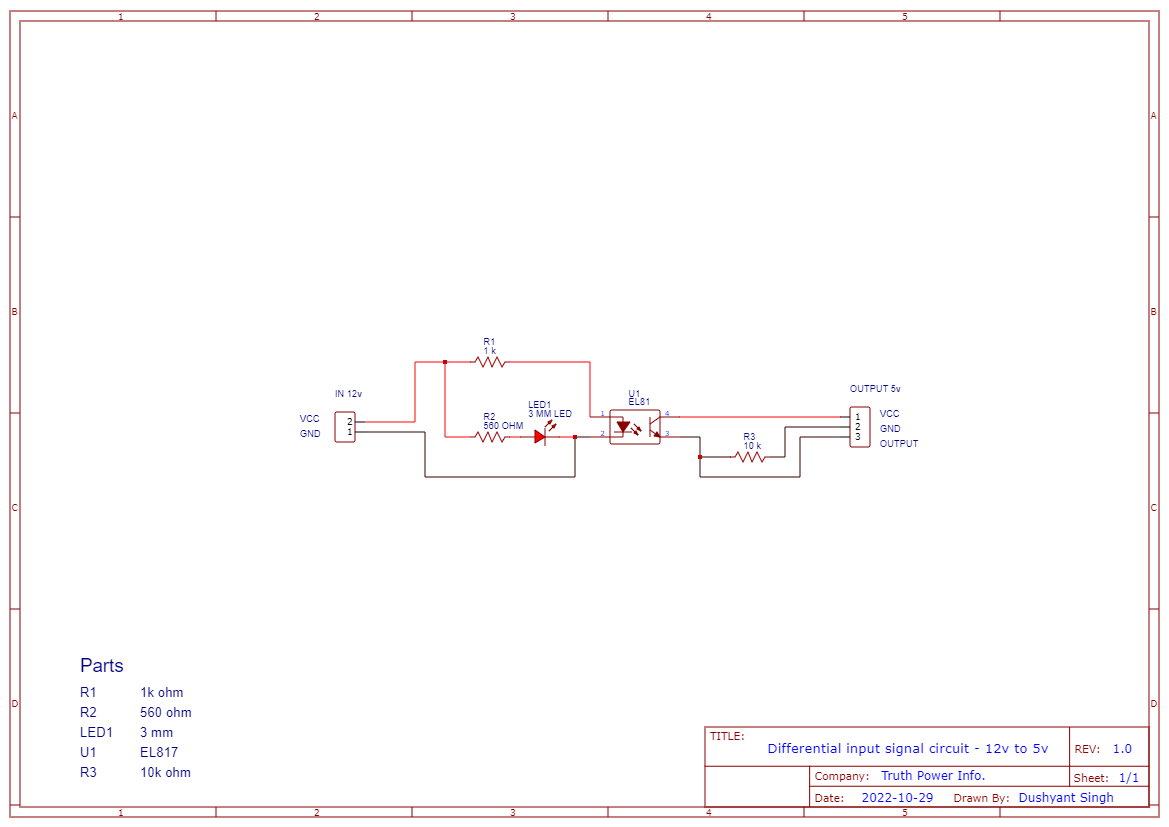 1 2 3 4 5
A A
B B
R1
1 k
IN 12v
OUTPUT 5v
U1
EL81
LED1
3 MM LED
R2
560 OHM
VCC 2
GND 1
1 4
2 3
1 VCC
2 GND
3 OUTPUT
R3
10 k
C C
Parts
R1 1k ohm
R2 560 ohm
LED1 3 mm
U1 EL817
R3 10k ohm
D D
TITLE:
Differential input signal circuit - 12v to 5v
REV: 1.0
Company: Truth Power Info.
Sheet: 1/1
Date: 2022-10-29 Drawn By: Dushyant Singh
1 2 3 4 5